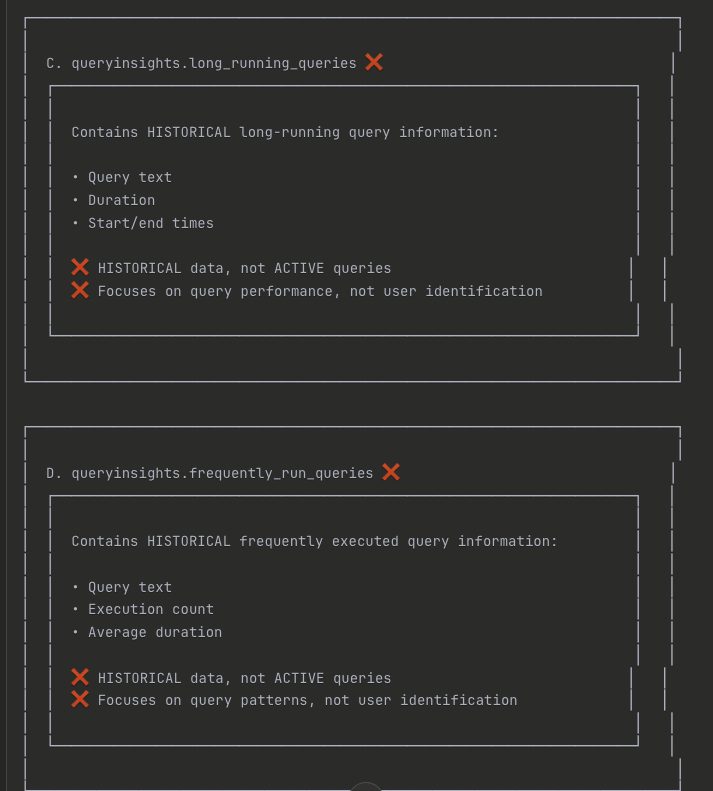 C. queryinsights.long_running_queries ❌
Contains HISTORICAL long-running query information:
• Query text
• Duration
• Start/end times
❌ HISTORICAL data, not ACTIVE queries
❌ Focuses on query performance, not user identification
D. queryinsights.frequently_run_queries ❌
Contains HISTORICAL frequently executed query information:
• Query text
• Execution count
• Average duration
❌ HISTORICAL data, not ACTIVE queries
❌ Focuses on query patterns, not user identification